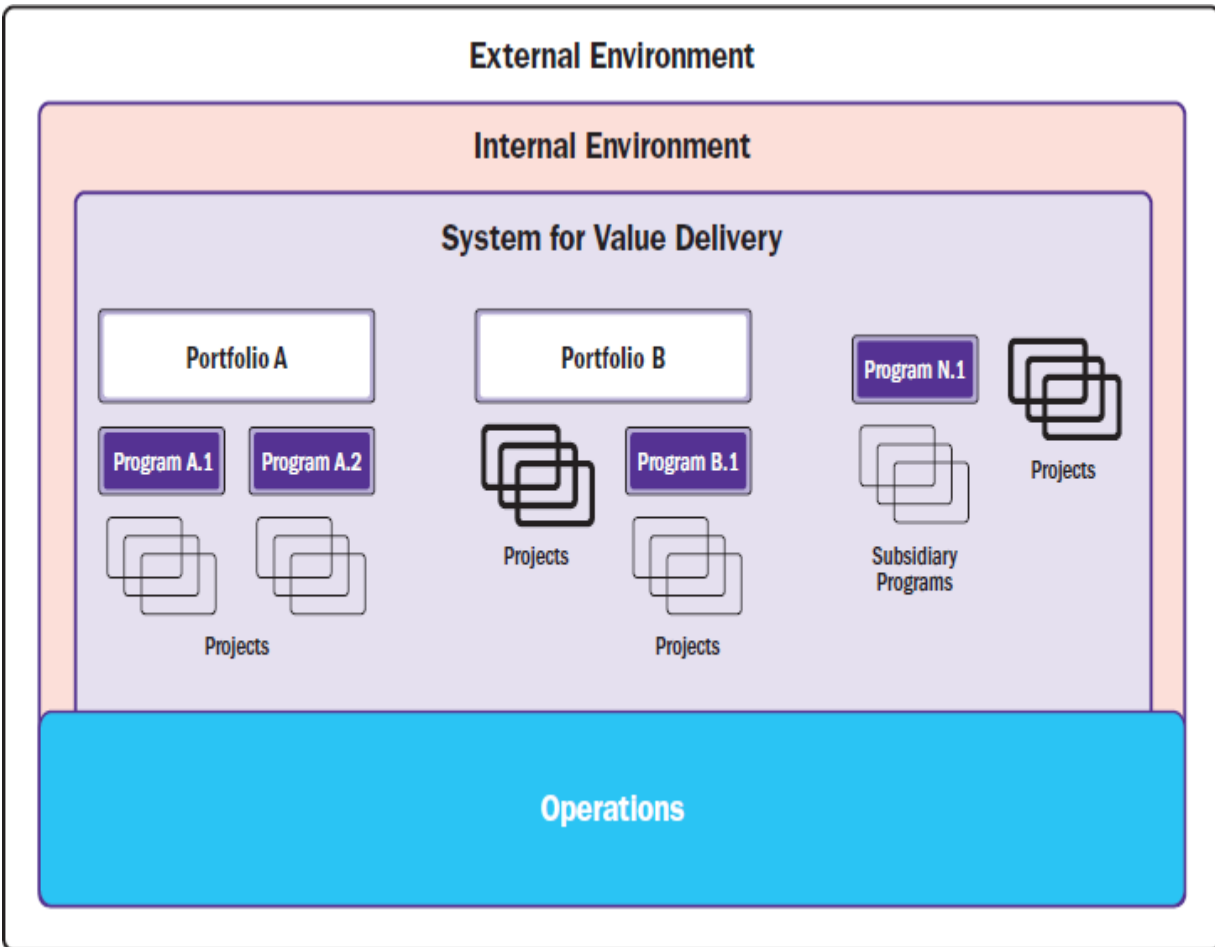 External Environment
Internal Environment
System for Value Delivery
Portfolio A
Portfolio B
Program N.1
Program A.1
Program A.2
Program B.1
Projects
Projects
Subsidiary
Programs
Projects
Projects
Operations